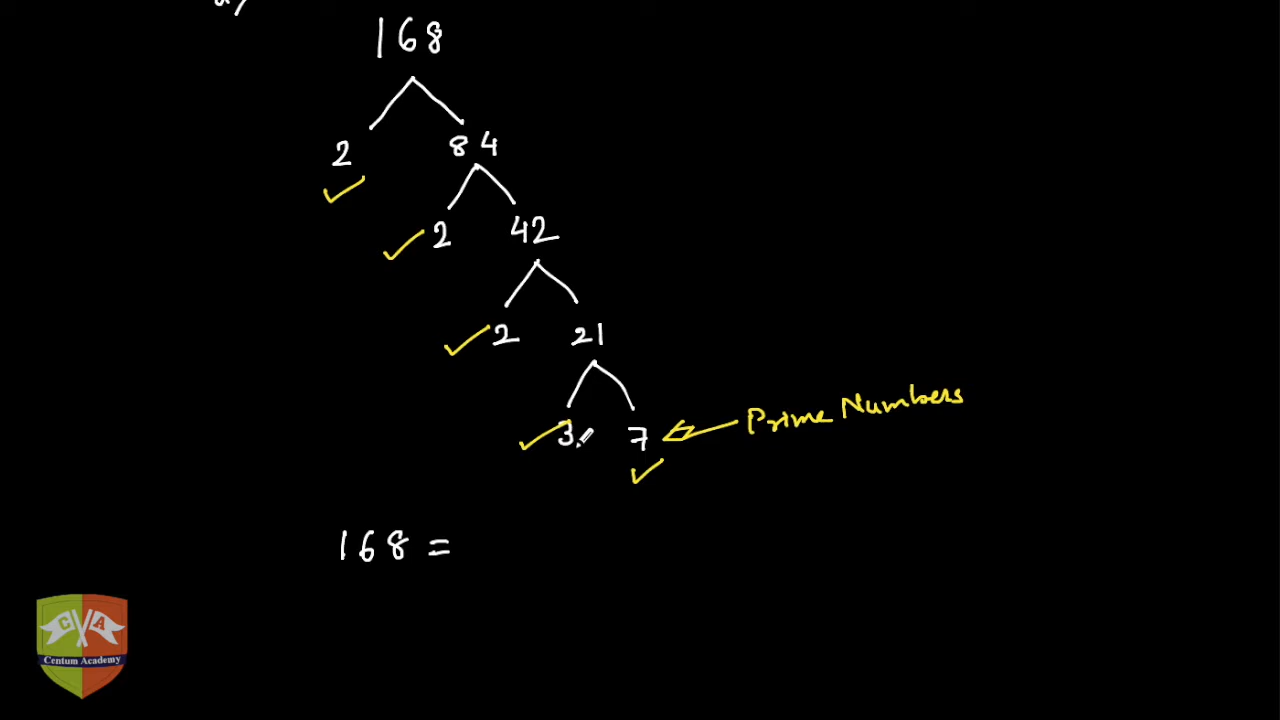 168
2 84
2 42
2 21
3 7
Prime Numbers
168 =
C A
Centum Academy